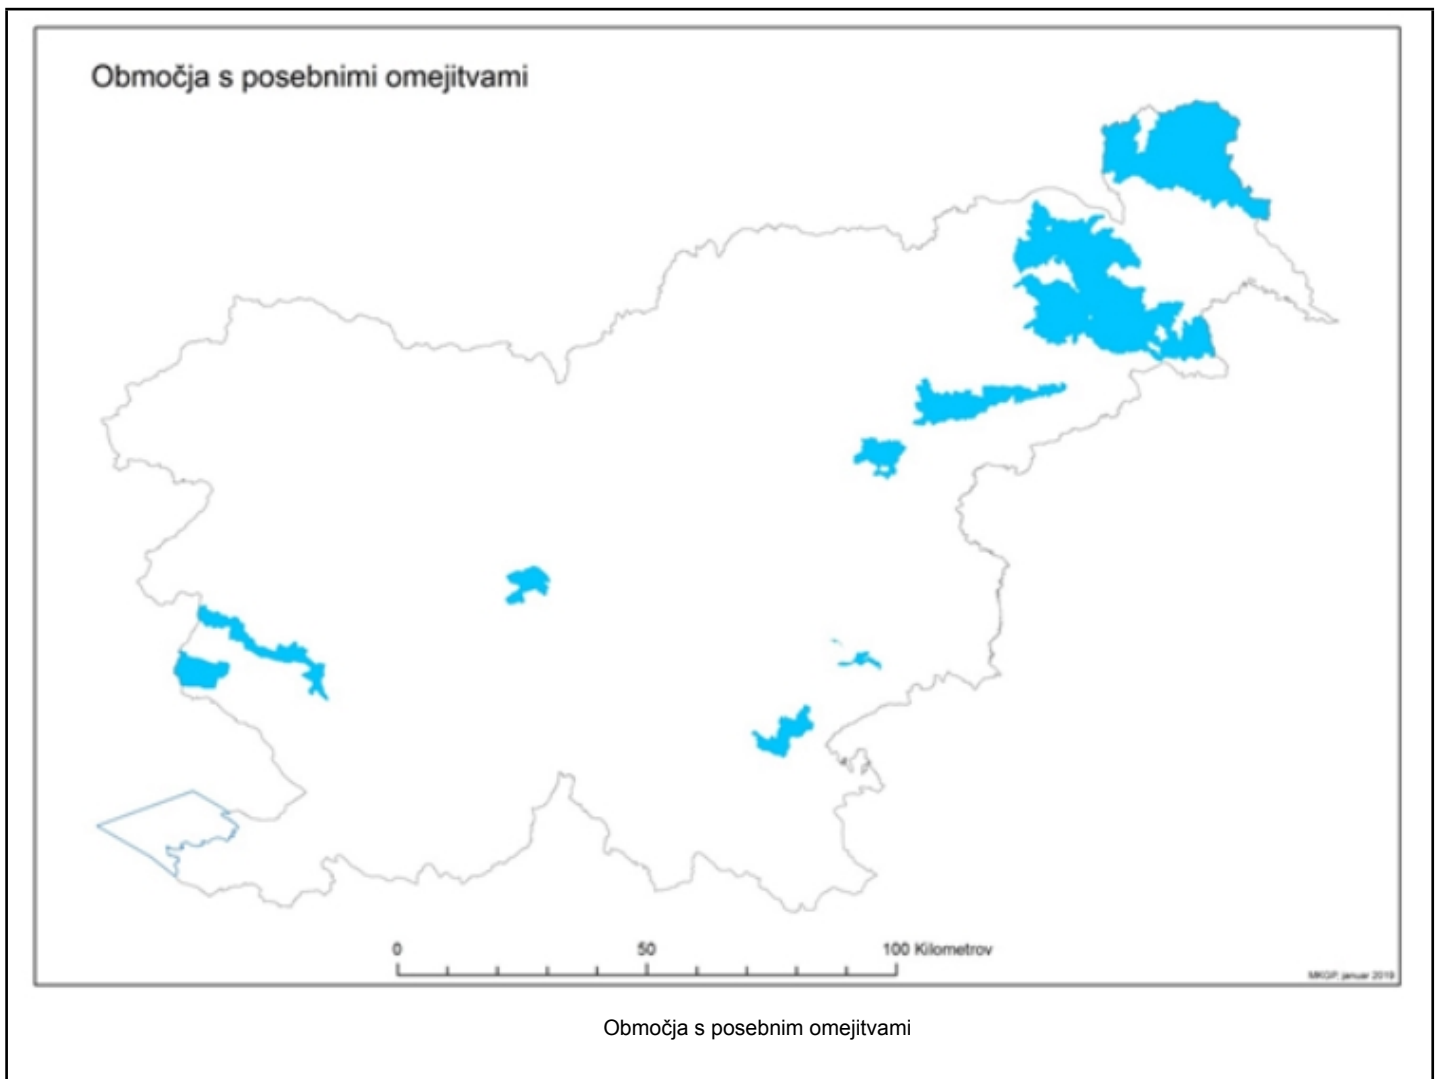 Območja s posebnimi omejitvami
0 50 100 Kilometrov
MKGP, januar 2019
Območja s posebnim omejitvami